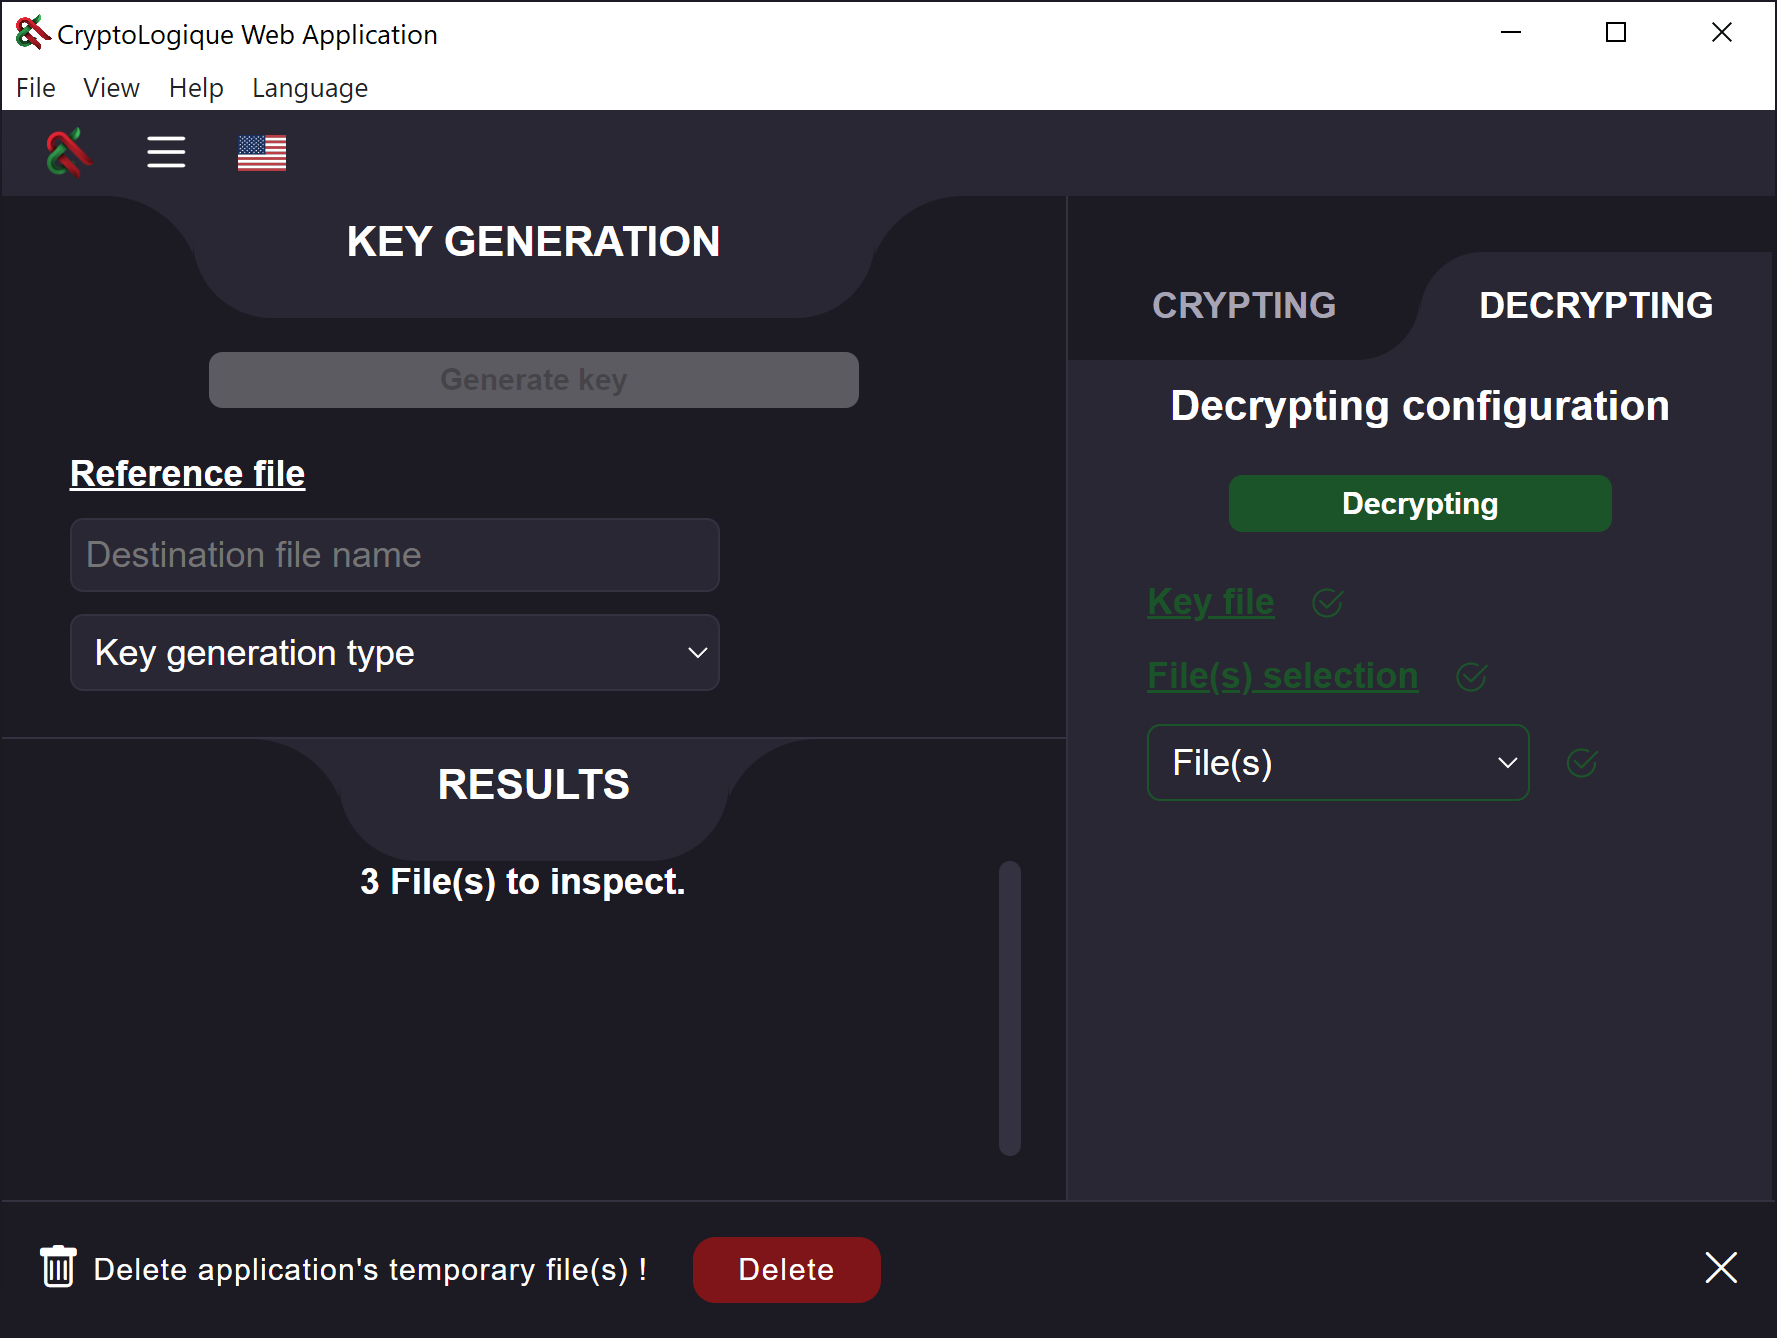 CryptoLogique Web Application
File View Help Language
KEY GENERATION
Generate key
Reference file
Destination file name
Key generation type
RESULTS
3 File(s) to inspect.
CRYPTING DECRYPTING
Decrypting configuration
Decrypting
Key file
File(s) selection
File(s)
Delete application's temporary file(s) ! Delete